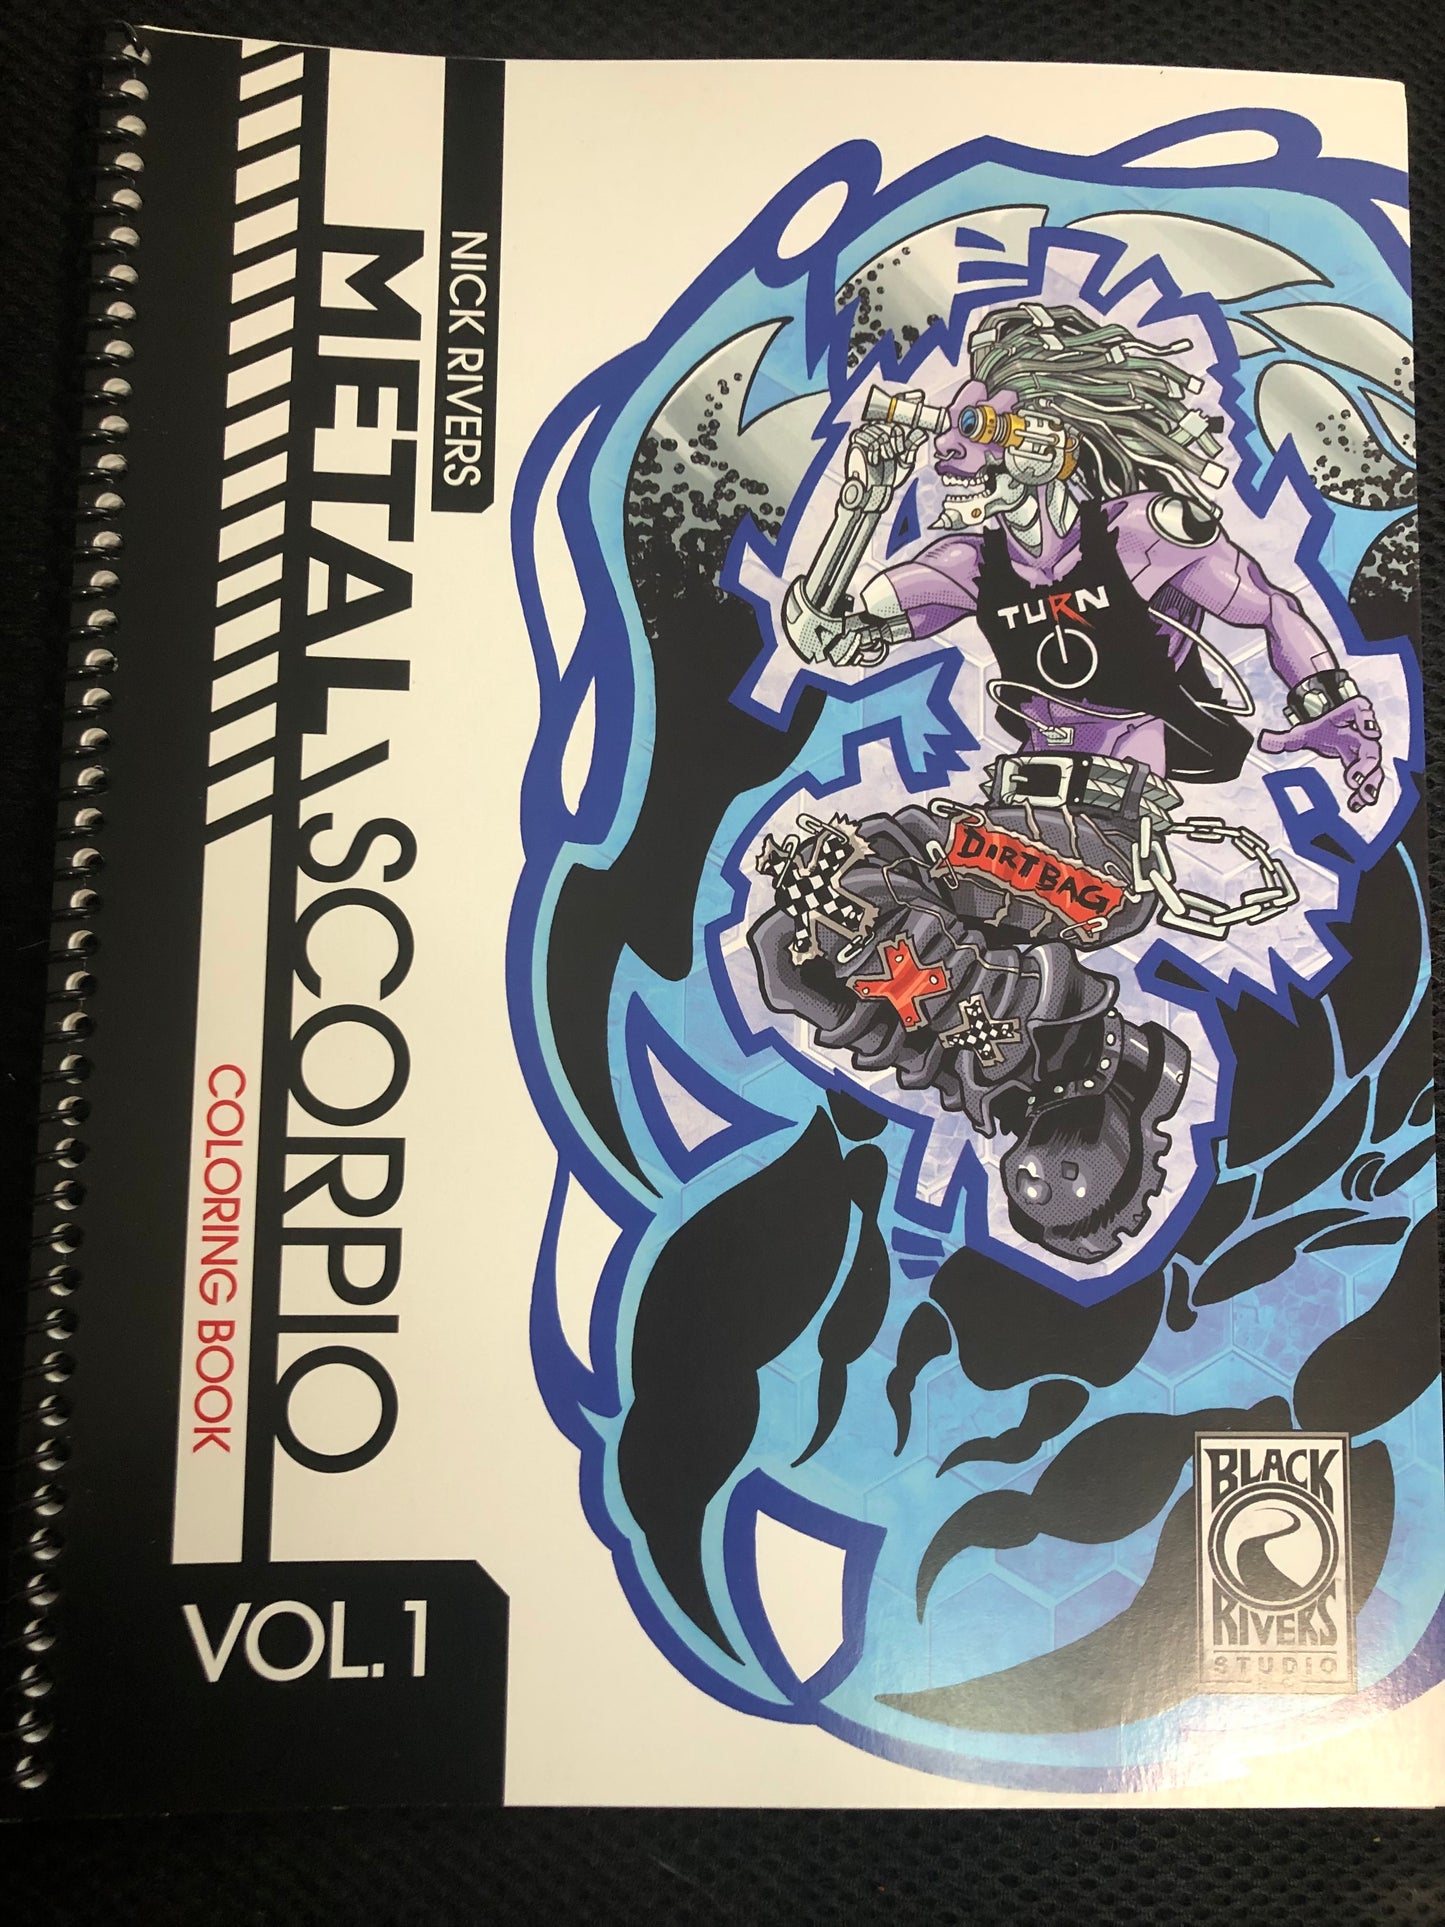 NICK RIVERS
METAL SCORPIO
COLORING BOOK
VOL. 1
TURN
DIRTBAG
BLACK
RIVERS
STUDIO